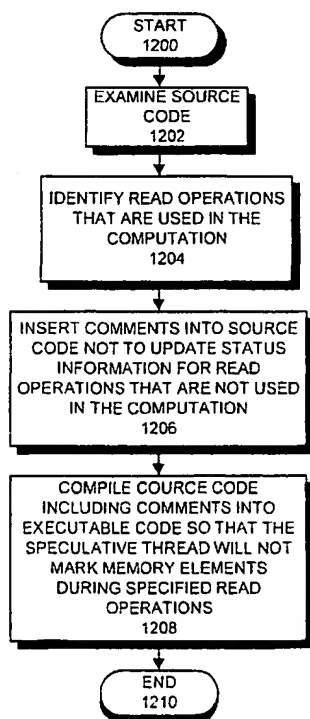 START
1200
EXAMINE SOURCE
CODE
1202
IDENTIFY READ OPERATIONS
THAT ARE USED IN THE
COMPUTATION
1204
INSERT COMMENTS INTO SOURCE
CODE NOT TO UPDATE STATUS
INFORMATION FOR READ
OPERATIONS THAT ARE NOT USED
IN THE COMPUTATION
1206
COMPILE COURCE CODE
INCLUDING COMMENTS INTO
EXECUTABLE CODE SO THAT THE
SPECULATIVE THREAD WILL NOT
MARK MEMORY ELEMENTS
DURING SPECIFIED READ
OPERATIONS
1208
END
1210